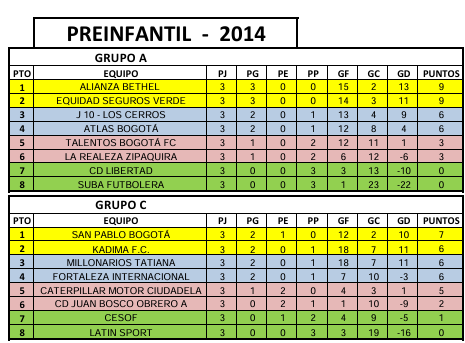 PREINFANTIL - 2014
GRUPO A
PTO EQUIPO PJ PG PE PP GF GC GD PUNTOS
1 ALIANZA BETHEL 3 3 0 0 15 2 13 9
2 EQUIDAD SEGUROS VERDE 3 3 0 0 14 3 11 9
3 J 10 - LOS CERROS 3 2 0 1 13 4 9 6
4 ATLAS BOGOTÁ 3 2 0 1 12 8 4 6
5 TALENTOS BOGOTÁ FC 3 1 0 2 12 11 1 3
6 LA REALEZA ZIPAQUIRA 3 1 0 2 6 12 -6 3
7 CD LIBERTAD 3 0 0 3 3 13 -10 0
8 SUBA FUTBOLERA 3 0 0 3 1 23 -22 0
GRUPO C
PTO EQUIPO PJ PG PE PP GF GC GD PUNTOS
1 SAN PABLO BOGOTÁ 3 2 1 0 12 2 10 7
2 KADIMA F.C. 3 2 0 1 18 7 11 6
3 MILLONARIOS TATIANA 3 2 0 1 18 7 11 6
4 FORTALEZA INTERNACIONAL 3 2 0 1 7 10 -3 6
5 CATERPILLAR MOTOR CIUDADELA 3 1 2 0 4 3 1 5
6 CD JUAN BOSCO OBRERO A 3 0 2 1 1 10 -9 2
7 CESOF 3 0 1 2 4 9 -5 1
8 LATIN SPORT 3 0 0 3 3 19 -16 0